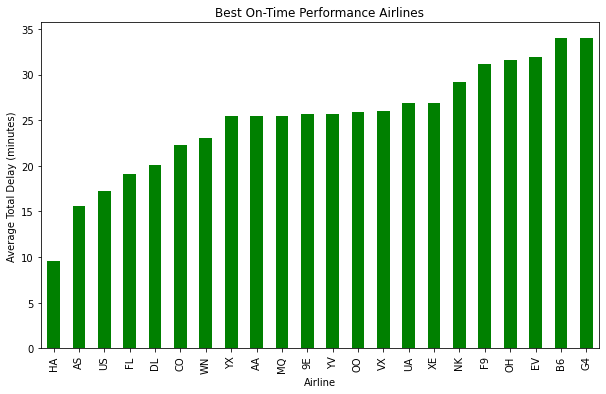 Best On-Time Performance Airlines
Average Total Delay (minutes)
35
30
25
20
15
10
5
0
HA AS US FL DL CO WN YX AA MQ 9E YV OO VX UA XE NK F9 OH EV B6 G4
Airline